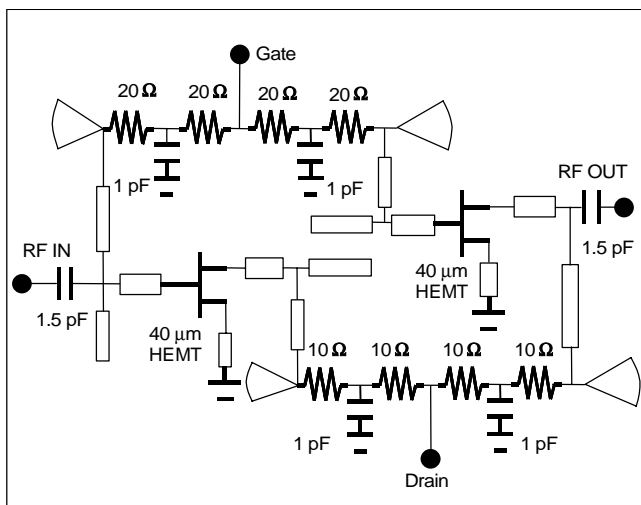 Gate
20 Ω 20 Ω 20 Ω 20 Ω
1 pF 1 pF
RF OUT
RF IN
1.5 pF
40 μm
HEMT
1.5 pF
40 μm
HEMT
10 Ω 10 Ω 10 Ω 10 Ω
1 pF 1 pF
Drain